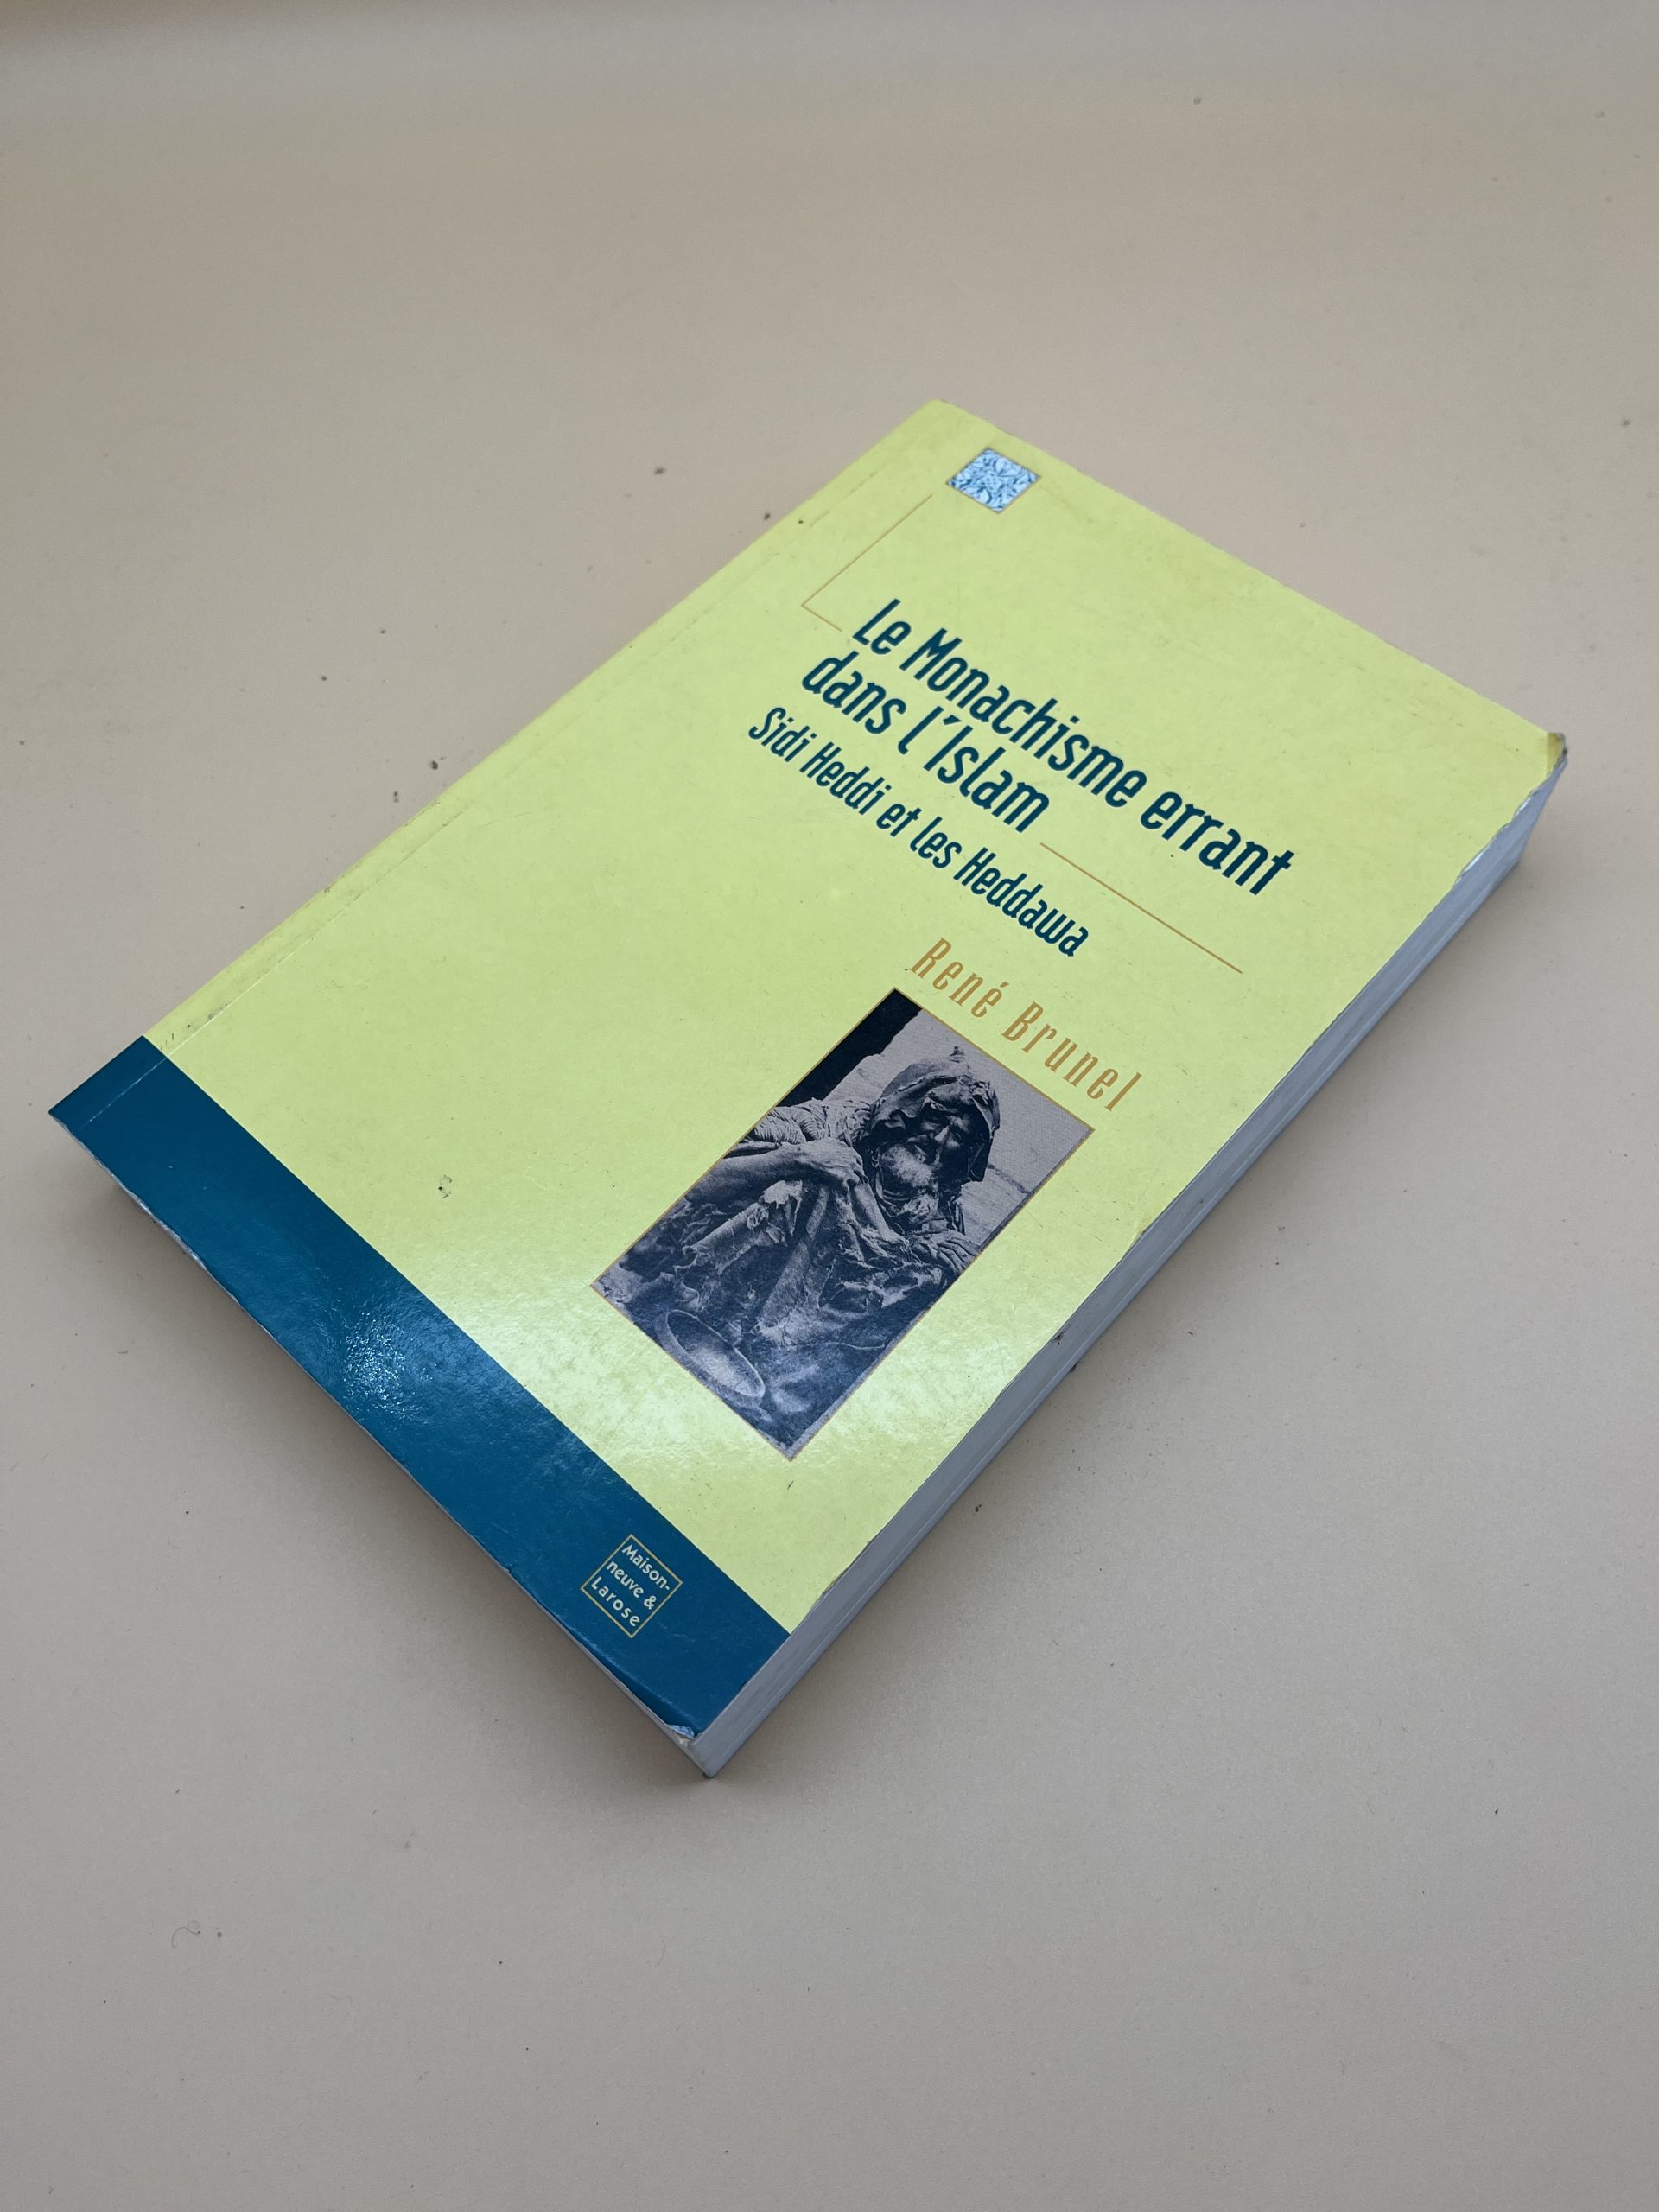 Le Monachisme errant
dans l'Islam
Sidi Heddi et les Heddawa
René Brunel
Maison-
neuve &
Larose